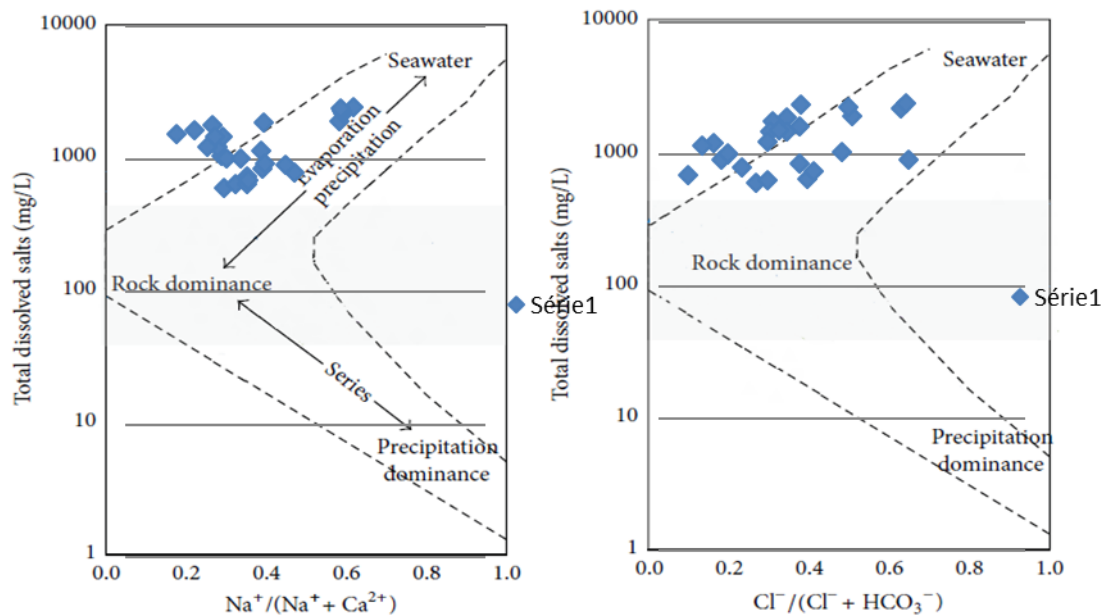 10000
1000
100
10
1
Total dissolved salts (mg/L)
Seawater
Evaporation
precipitation
Rock dominance
Series
Precipitation
dominance
Série1
0.0 0.2 0.4 0.6 0.8 1.0
Na⁺/(Na⁺ + Ca²⁺)
10000
1000
100
10
1
Total dissolved salts (mg/L)
Seawater
Rock dominance
Série1
Precipitation
dominance
0.0 0.2 0.4 0.6 0.8 1.0
Cl⁻/(Cl⁻ + HCO₃⁻)